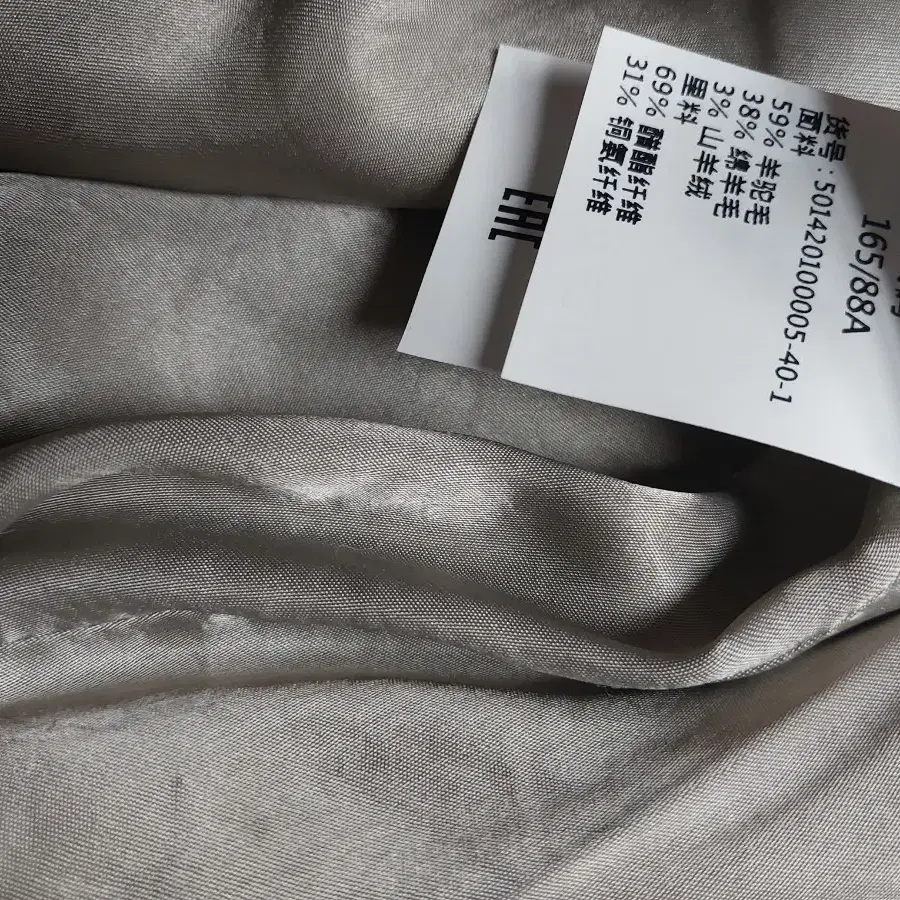 165/88A
货号: 501420100005-40-1
面料
59% 羊驼毛
38% 绵羊毛
3% 山羊绒
里料
69% 醋酯纤维
31% 铜氨纤维
EAC